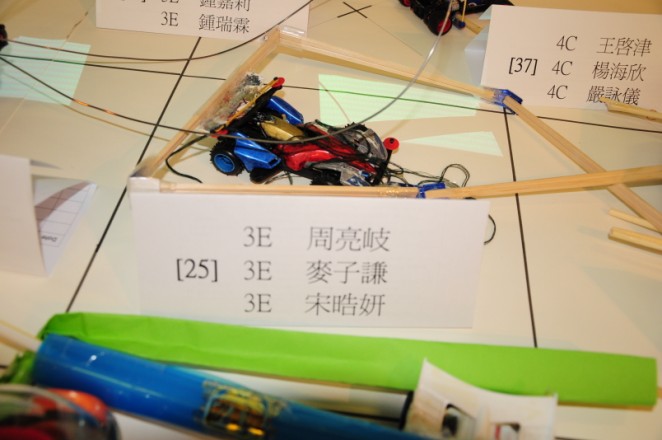 3E 鍾瑞霖
4C 王啓津
[37] 4C 楊海欣
4C 嚴詠儀
3E 周亮岐
[25] 3E 麥子謙
3E 宋晧妍